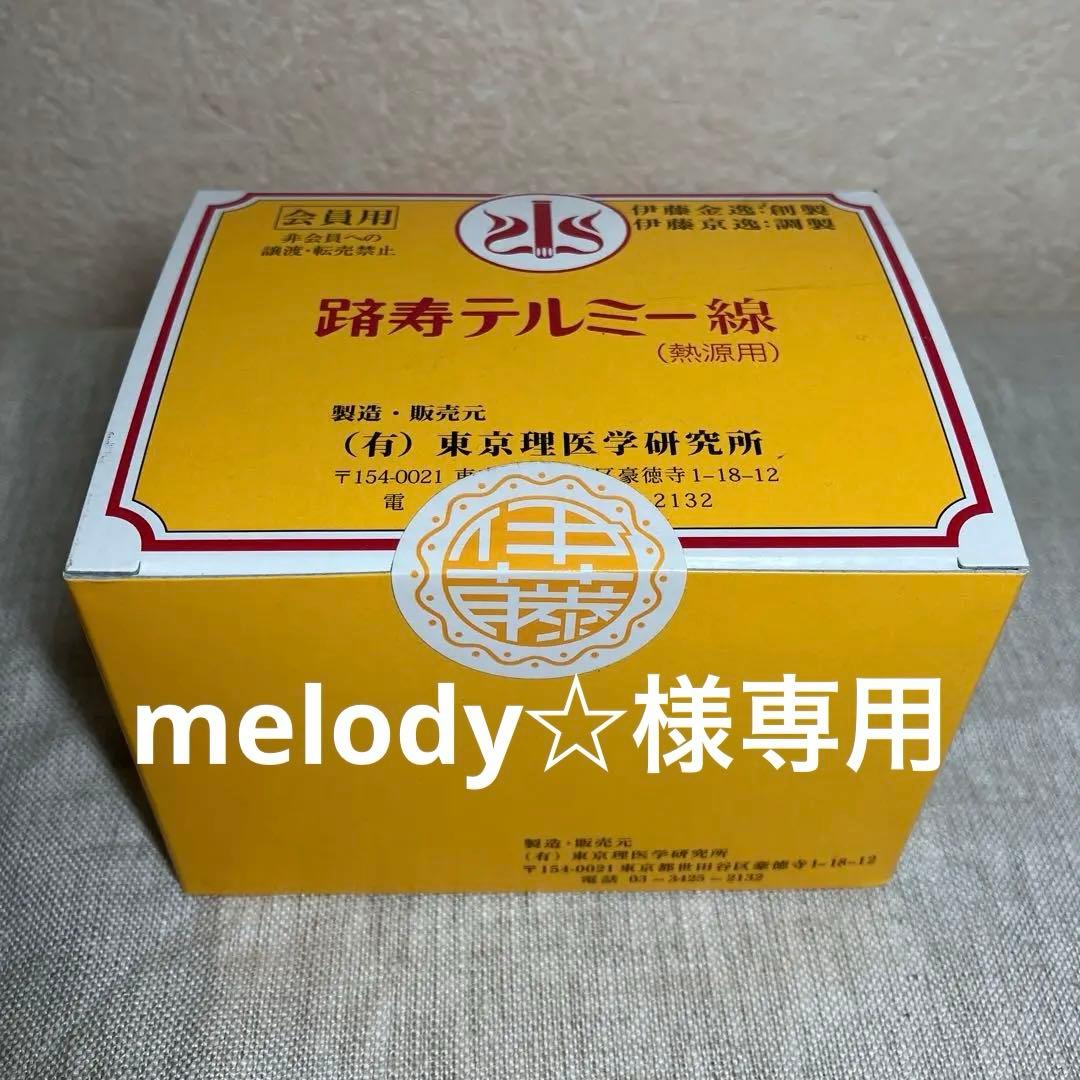 会員用
非会員への
譲渡・転売禁止
伊藤金逸:創製
伊藤京逸:調製
躋寿テルミー線
(熱源用)
製造・販売元
(有)東京理医学研究所
〒154-0021 東 区豪徳寺1-18-12
電 2132
伊藤
melody☆様専用
製造・販売元
(有)東京理医学研究所
〒154-0021 東京都世田谷区豪徳寺1-18-12
電話 03-3425-2132